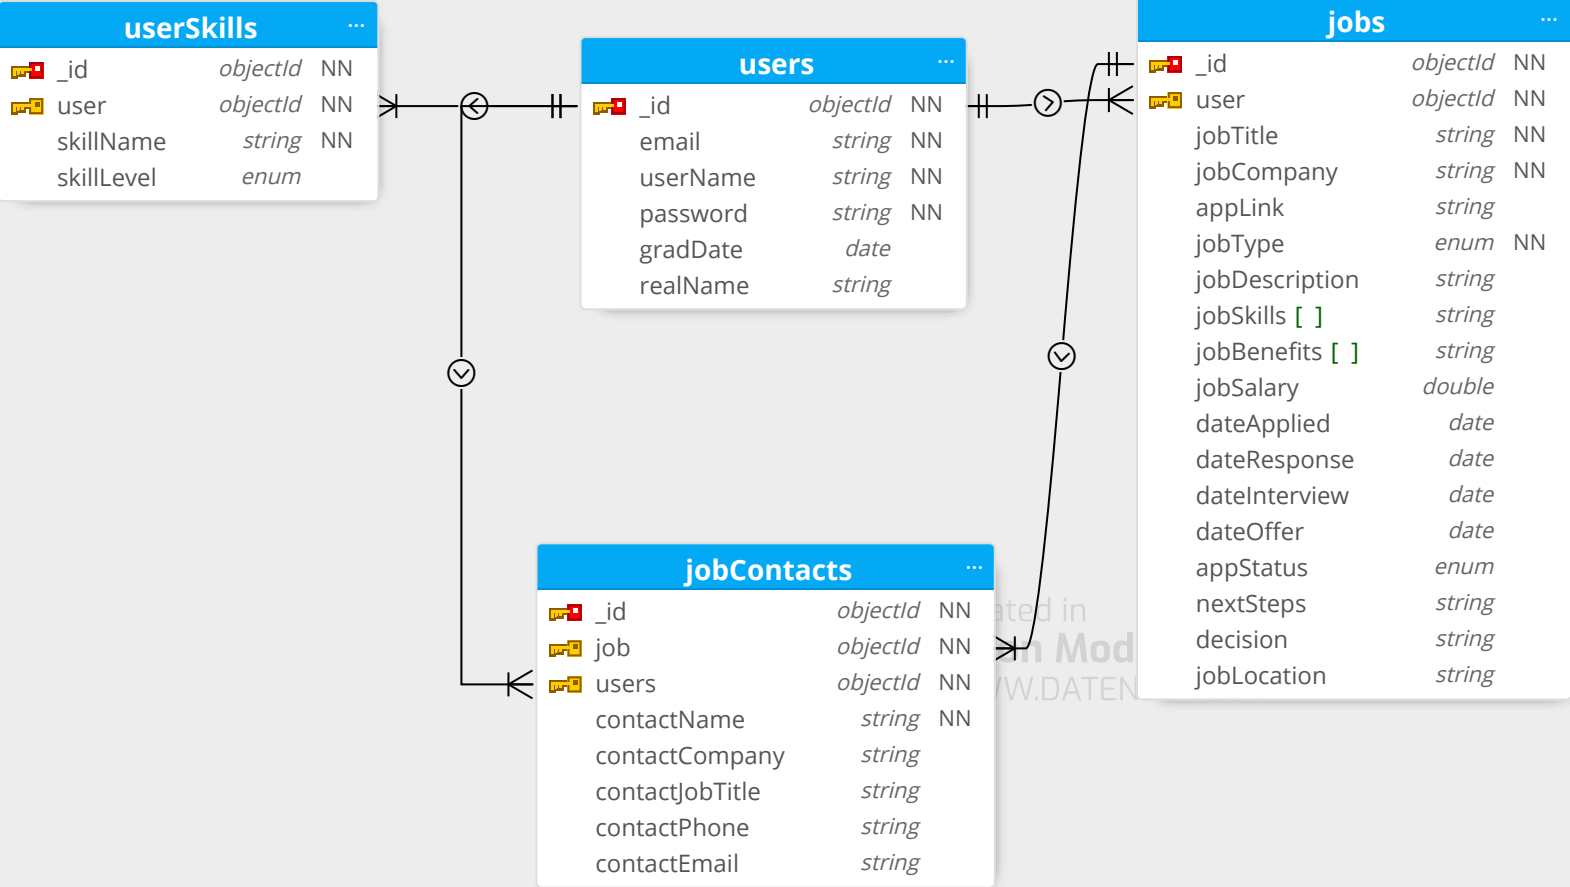 userSkills ...
_id objectId NN
user objectId NN
skillName string NN
skillLevel enum
users ...
_id objectId NN
email string NN
userName string NN
password string NN
gradDate date
realName string
jobs ...
_id objectId NN
user objectId NN
jobTitle string NN
jobCompany string NN
appLink string
jobType enum NN
jobDescription string
jobSkills [ ] string
jobBenefits [ ] string
jobSalary double
dateApplied date
dateResponse date
dateInterview date
dateOffer date
appStatus enum
nextSteps string
decision string
jobLocation string
jobContacts ...
_id objectId NN
job objectId NN
users objectId NN
contactName string NN
contactCompany string
contactJobTitle string
contactPhone string
contactEmail string
in
Mod